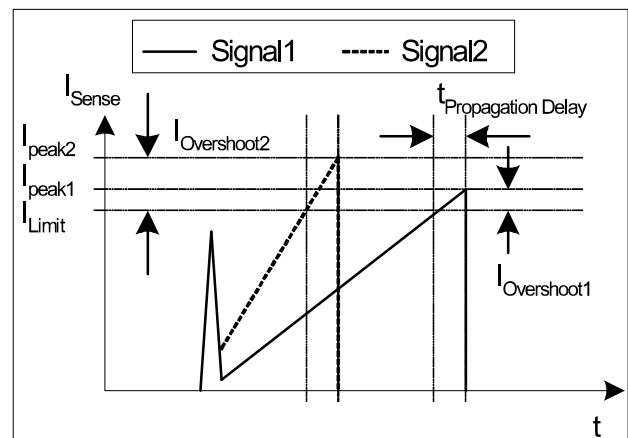 Signal1 Signal2
ISense
tPropagation Delay
Ipeak2
IOvershoot2
Ipeak1
ILimit
IOvershoot1
t